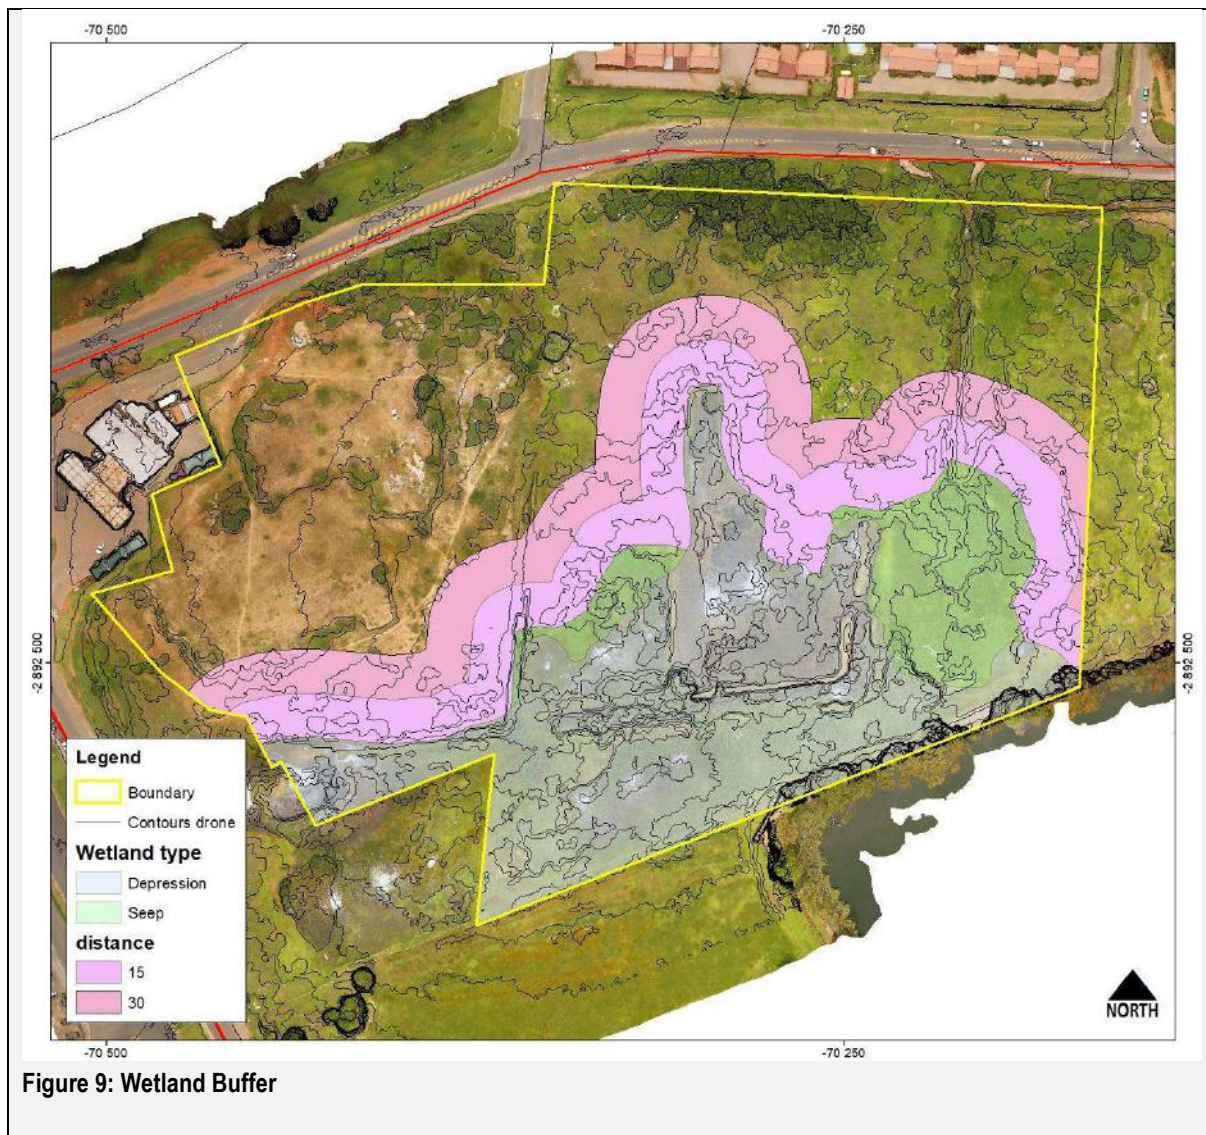 -70 500
-70 250
-2 892 500
-2 892 500
Legend
Boundary
Contours drone
Wetland type
Depression
Seep
distance
15
30
NORTH
-70 500
-70 250
Figure 9: Wetland Buffer